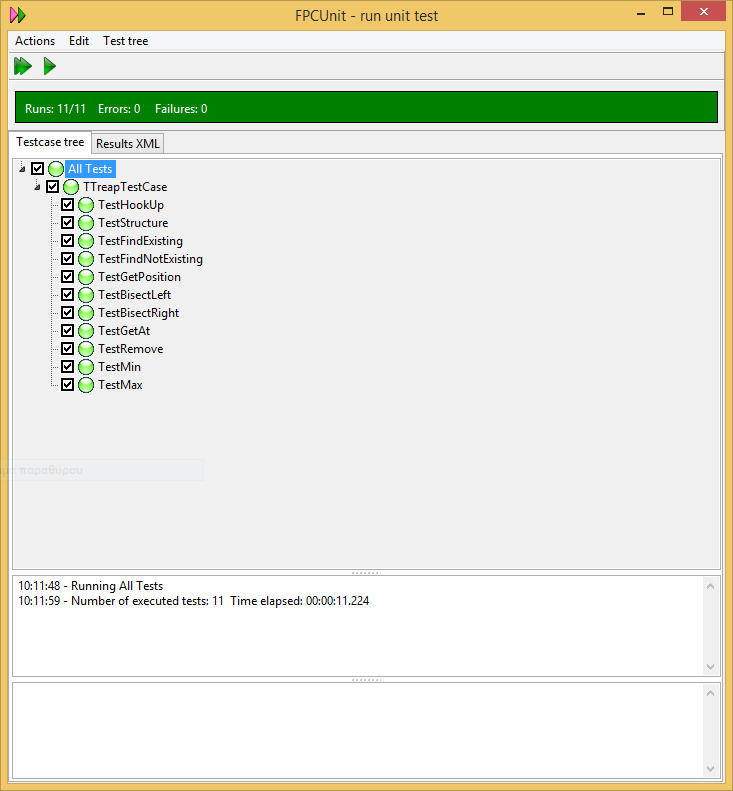 FPCUnit - run unit test
Actions Edit Test tree
Runs: 11/11 Errors: 0 Failures: 0
Testcase tree Results XML
All Tests
TTreapTestCase
TestHookUp
TestStructure
TestFindExisting
TestFindNotExisting
TestGetPosition
TestBisectLeft
TestBisectRight
TestGetAt
TestRemove
TestMin
TestMax
παραθύρου
10:11:48 - Running All Tests
10:11:59 - Number of executed tests: 11 Time elapsed: 00:00:11.224